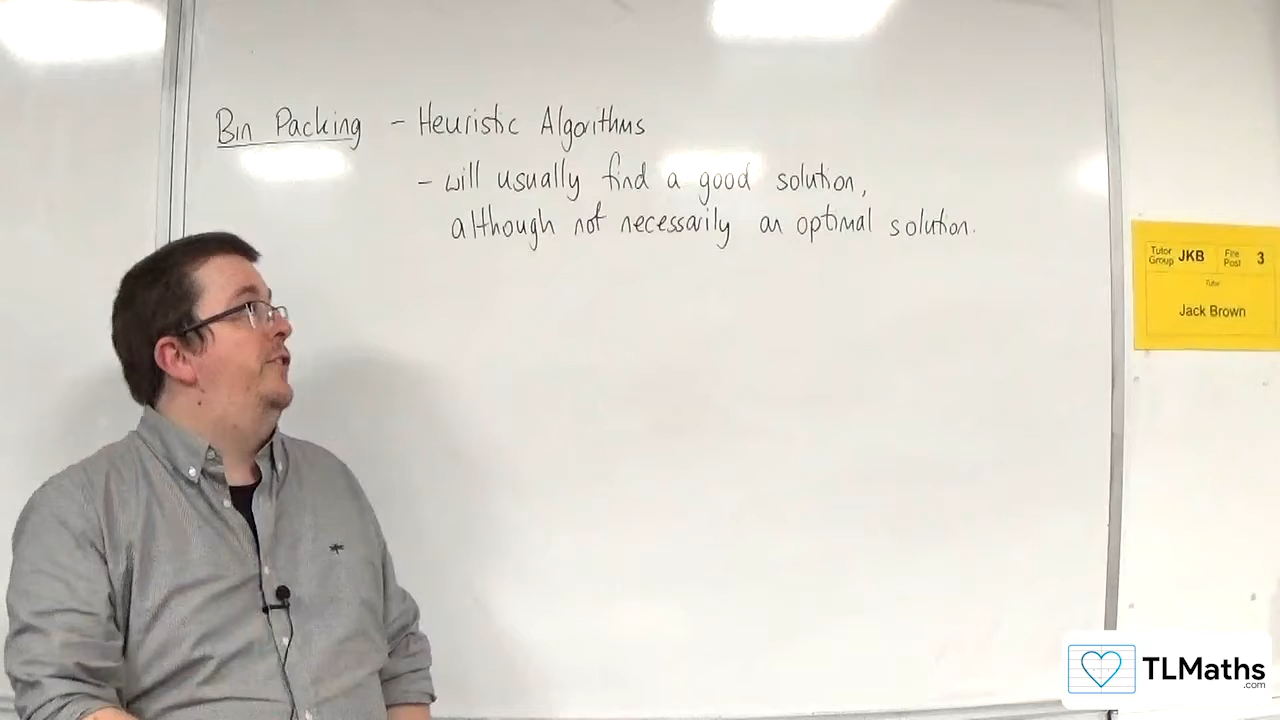 Bin Packing - Heuristic Algorithms
- will usually find a good solution,
although not necessarily an optimal solution.
Tutor Group JKB Fire Post 3
Tutor
Jack Brown
TLMaths
.com